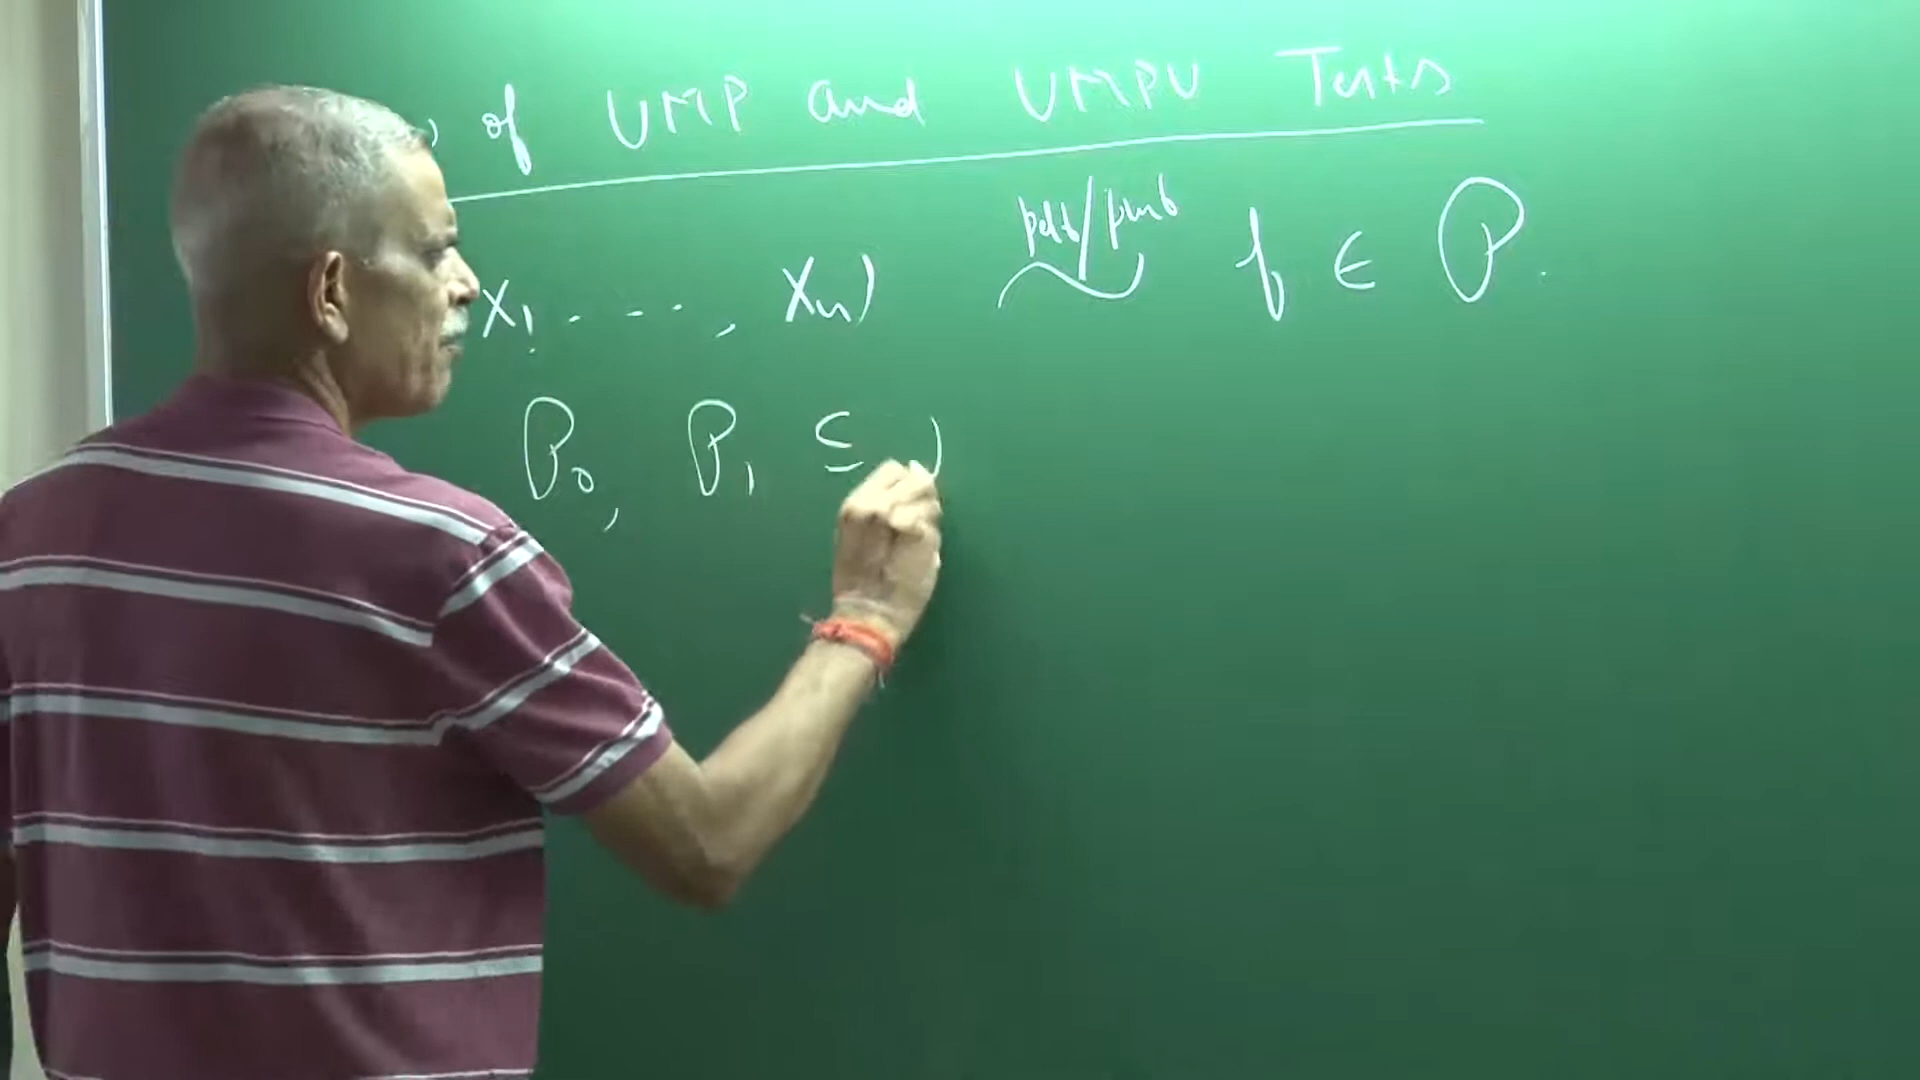 of UMP and UMPU Tests
pdf/pmf
X₁ - - - - , Xₙ) ~ f ∈ P.
P₀, P₁ ⊆